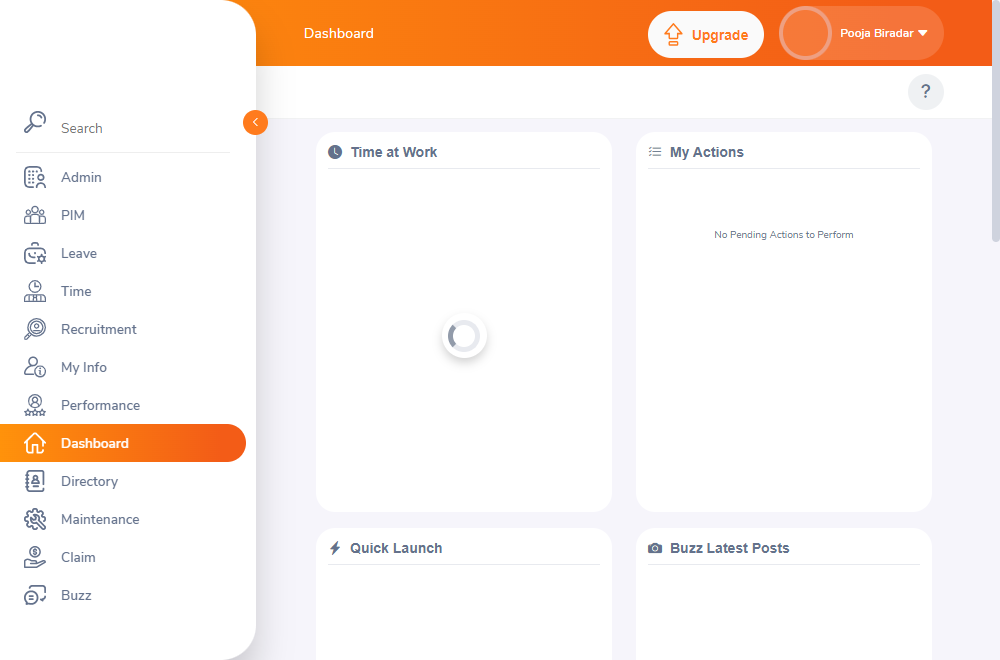 Dashboard
Upgrade
Pooja Biradar
?
Search
Admin
PIM
Leave
Time
Recruitment
My Info
Performance
Dashboard
Directory
Maintenance
Claim
Buzz
Time at Work
My Actions
No Pending Actions to Perform
Quick Launch
Buzz Latest Posts